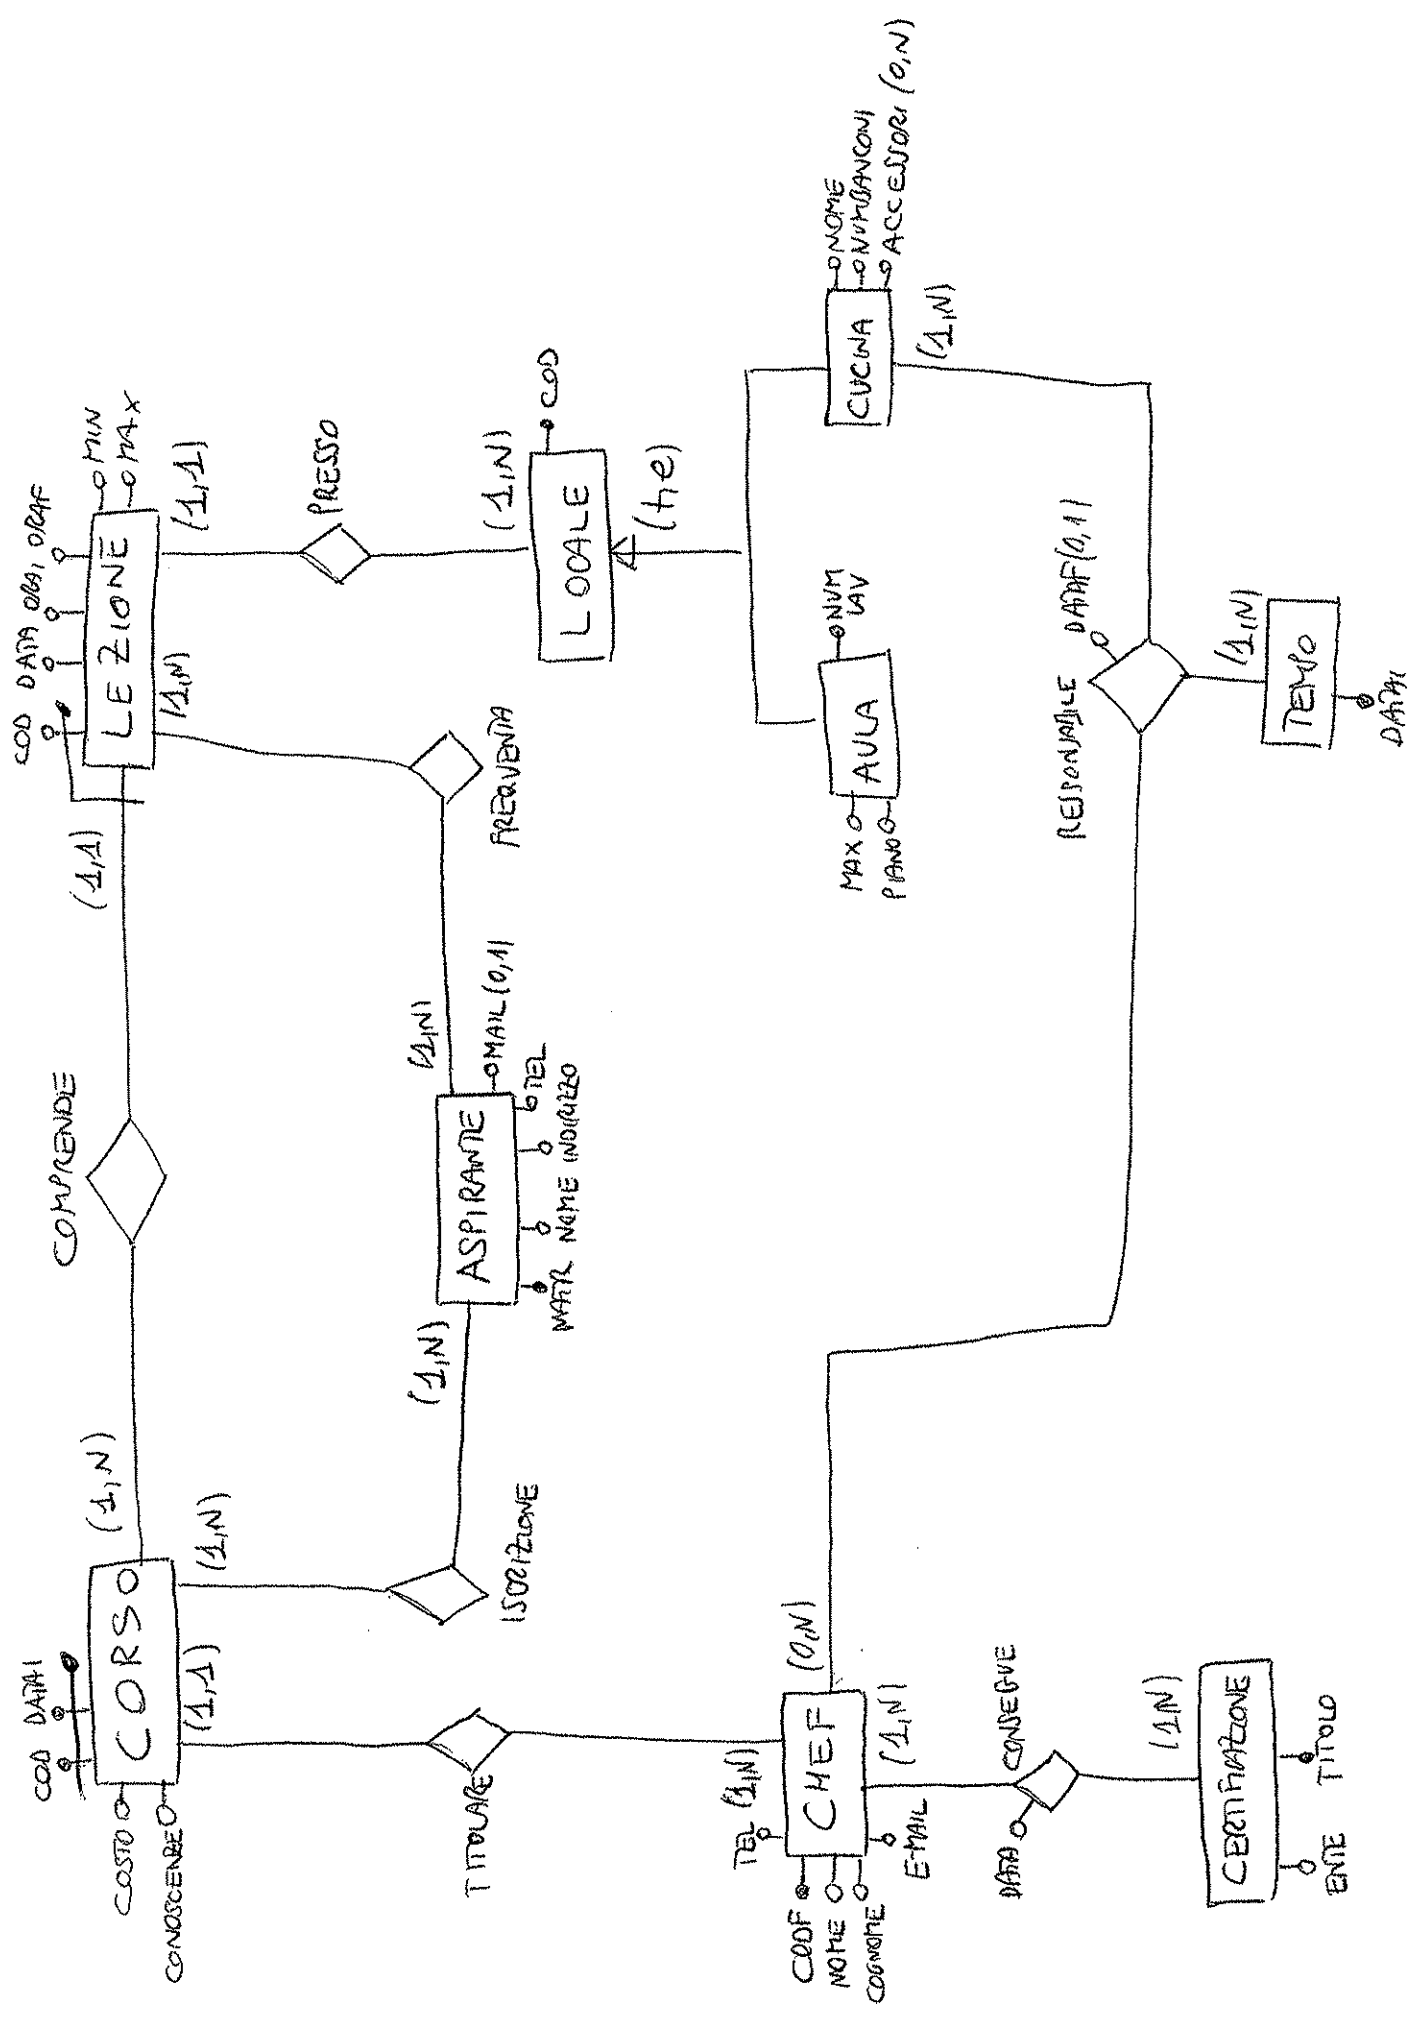 COD DATAI
COSTO
CONOSCENZE
CORSO
(1,N)
(1,N)
(1,1)
COMPRENDE
(1,1)
COD DATA ORAI ORAF
MIN
MAX
LEZIONE
(1,N)
(1,1)
PRESSO
(1,N)
COD
LOCALE
(t,e)
FREQUENTA
(1,N)
MAIL (0,1)
ASPIRANTE
TEL
MATR NOME INDIRIZZO
(1,N)
ISCRIZIONE
TITOLARE
MAX
PIANO
AULA
NUM
LAV
CUCINA
NOME
NUMBANCONI
ACCESSORI (0,N)
(1,N)
RESPONSABILE
DATAF (0,1)
(1,N)
TEMPO
DATAI
TEL (1,N)
(0,N)
CODF
NOME
COGNOME
CHEF
E-MAIL
(1,N)
CONSEGUE
DATA
(1,N)
CERTIFICAZIONE
ENTE
TITOLO